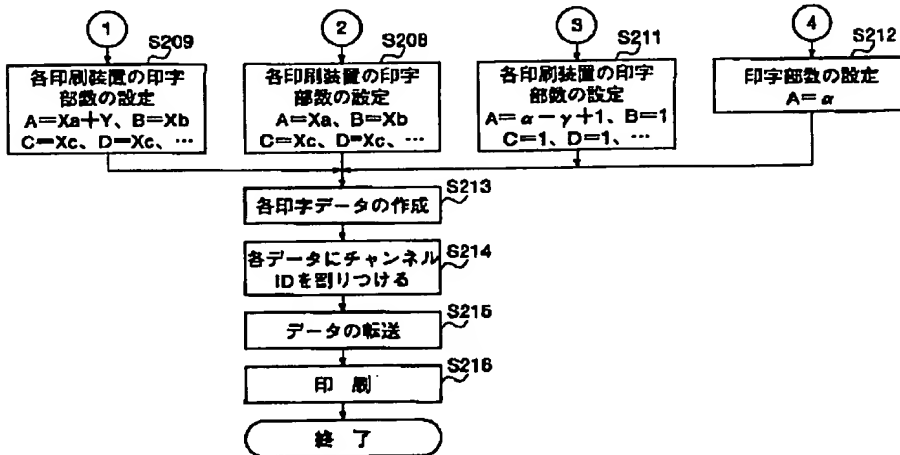 1
S209
各印刷装置の印字
部数の設定
A=Xa+Y、B=Xb
C=Xc、D=Xc、…
2
S208
各印刷装置の印字
部数の設定
A=Xa、B=Xb
C=Xc、D=Xc、…
3
S211
各印刷装置の印字
部数の設定
A=α-γ+1、B=1
C=1、D=1、…
4
S212
印字部数の設定
A=α
S213
各印字データの作成
S214
各データにチャンネル
IDを割りつける
S215
データの転送
S216
印 刷
終 了